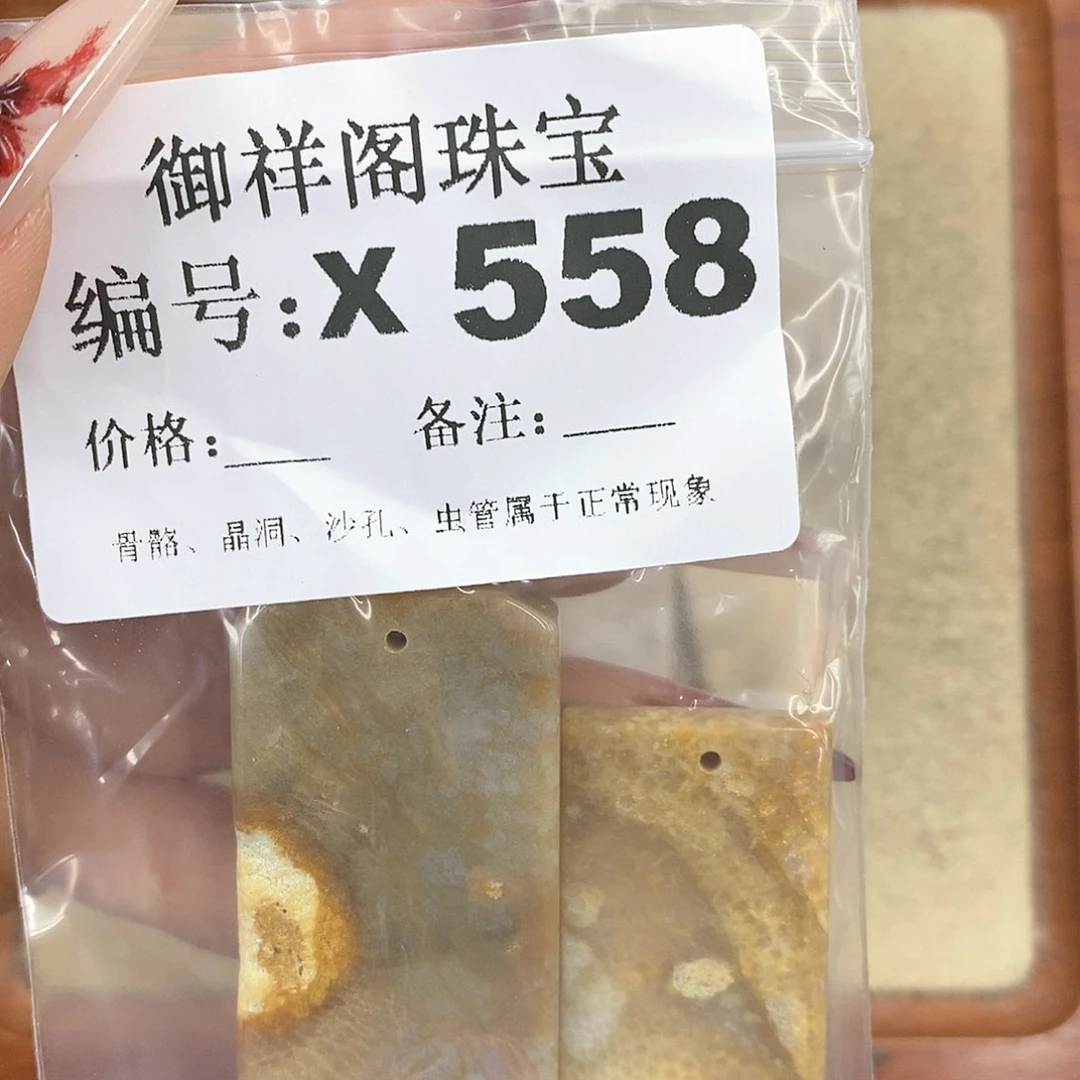 御祥阁珠宝
编号:X 558
价格:___ 备注:____
骨骼、晶洞、沙孔、虫管属于正常现象